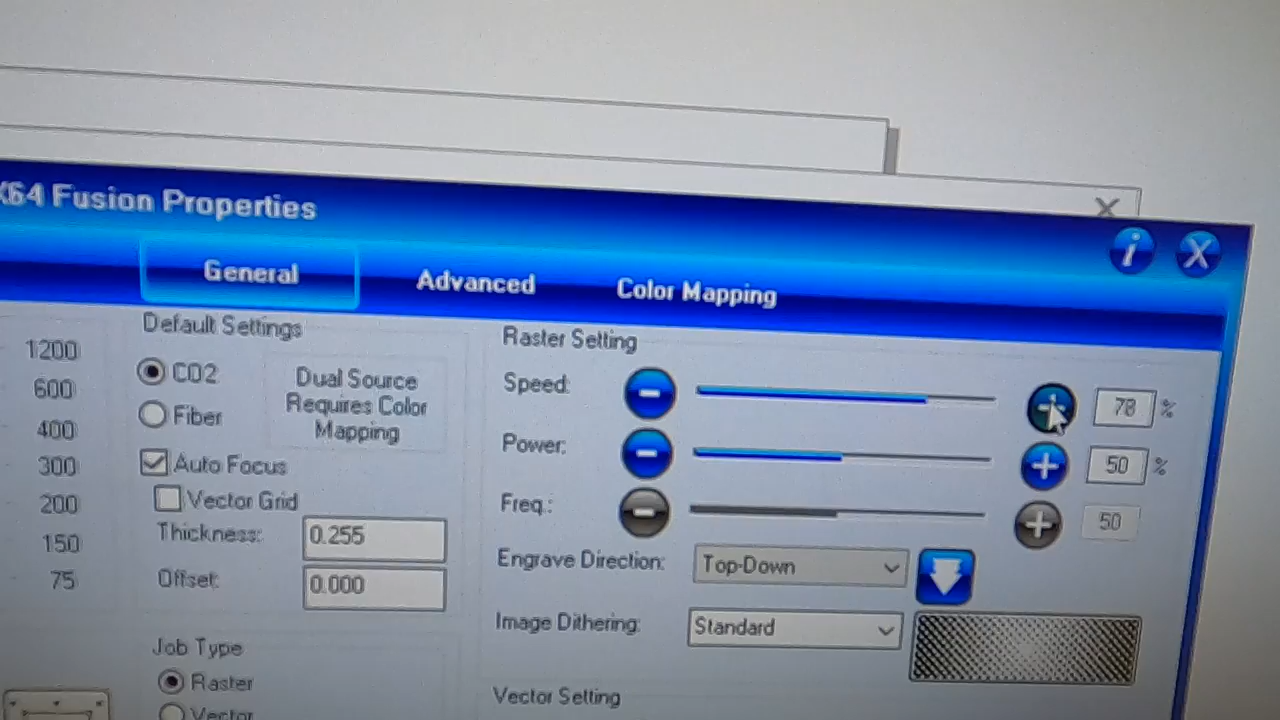 X64 Fusion Properties
General
Advanced
Color Mapping
1200
600
400
300
200
150
75
Default Settings
CO2
Fiber
Dual Source
Requires Color
Mapping
Auto Focus
Vector Grid
Thickness: 0.255
Offset: 0.000
Job Type
Raster
Vector
Raster Setting
Speed: 78 %
Power: 50 %
Freq.: 50
Engrave Direction: Top-Down
Image Dithering: Standard
Vector Setting